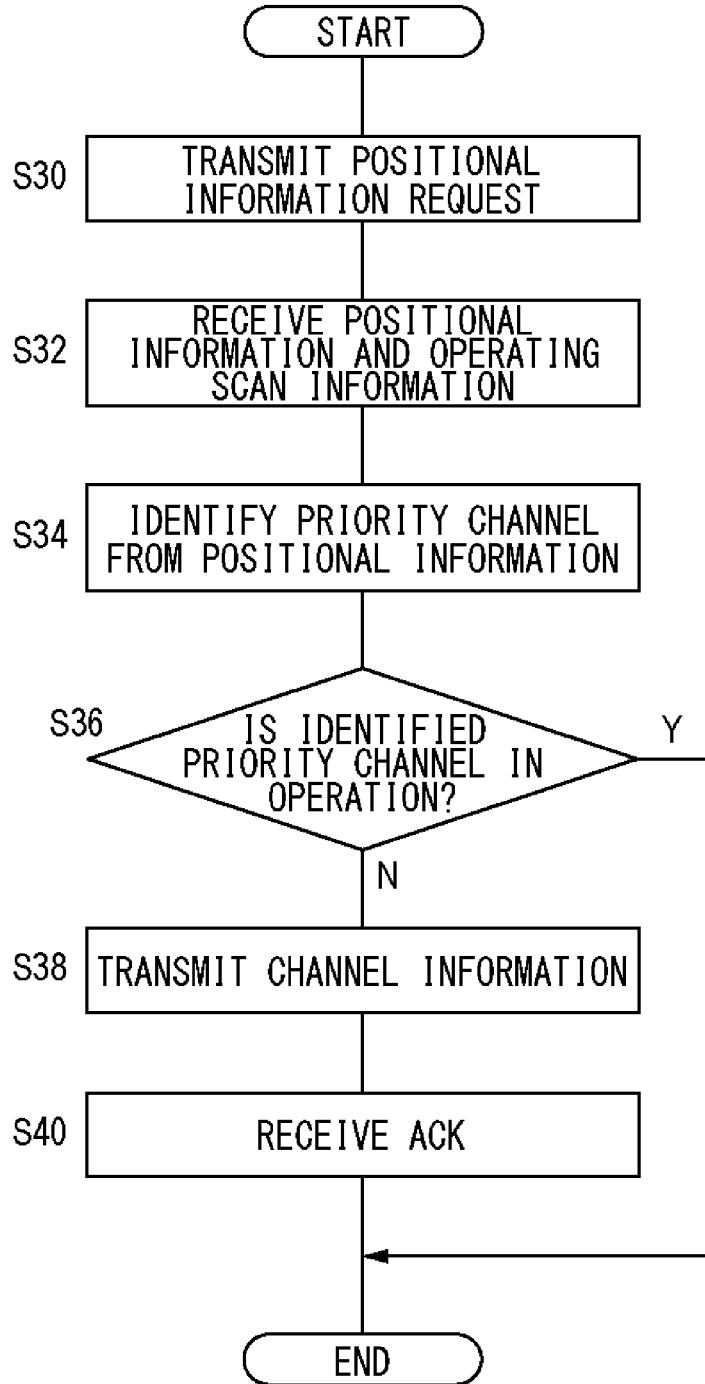 START
S30
TRANSMIT POSITIONAL
INFORMATION REQUEST
S32
RECEIVE POSITIONAL
INFORMATION AND OPERATING
SCAN INFORMATION
S34
IDENTIFY PRIORITY CHANNEL
FROM POSITIONAL INFORMATION
S36
IS IDENTIFIED
PRIORITY CHANNEL IN
OPERATION?
Y
N
S38
TRANSMIT CHANNEL INFORMATION
S40
RECEIVE ACK
END